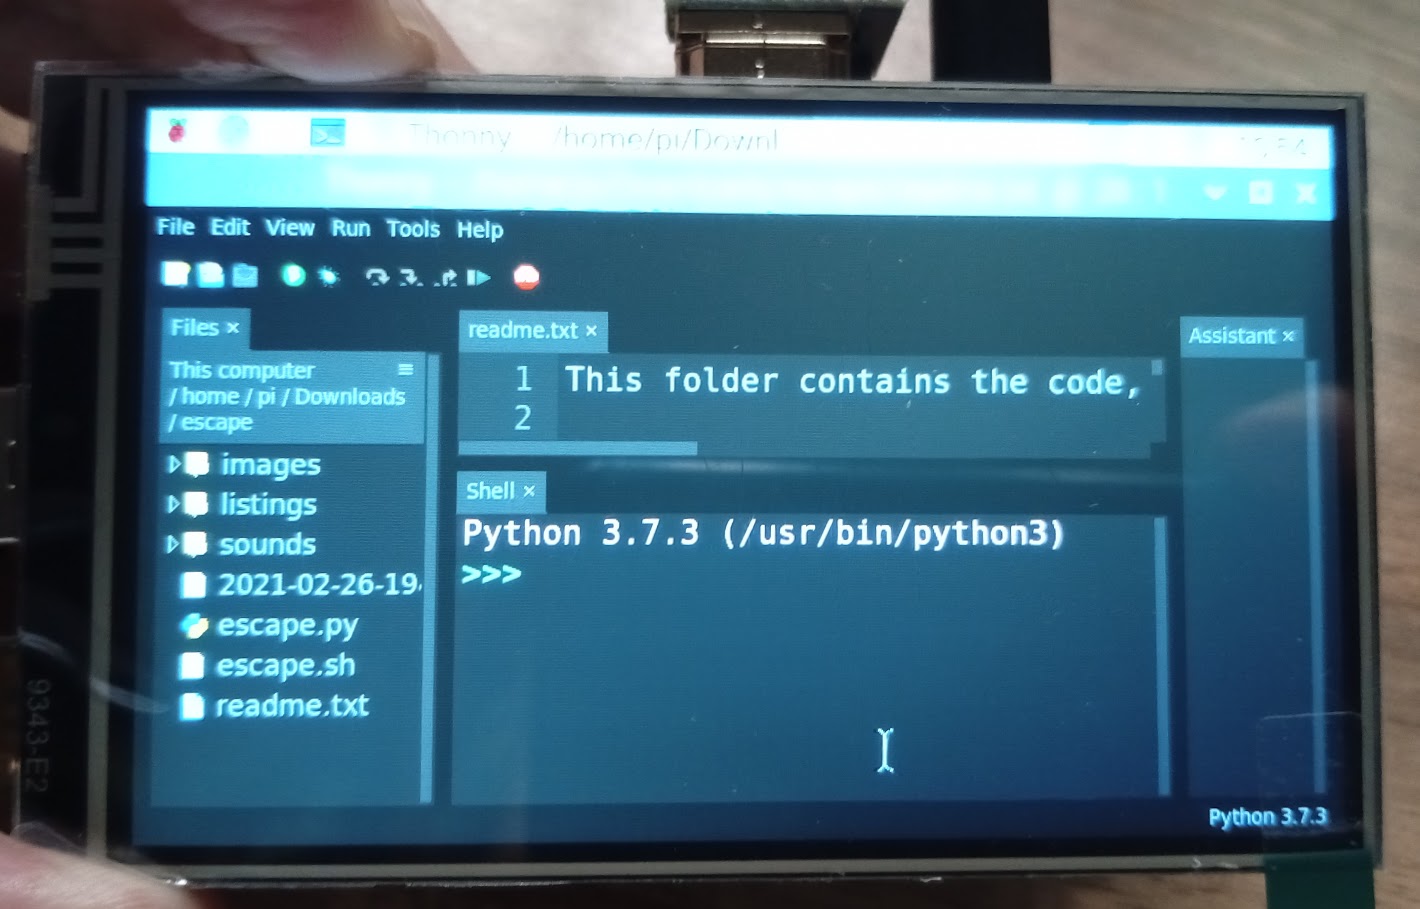 Thonny /home/pi/Downl
File Edit View Run Tools Help
Files ×
This computer
/ home / pi / Downloads
/ escape
images
listings
sounds
2021-02-26-19
escape.py
escape.sh
readme.txt
readme.txt ×
1 This folder contains the code,
2
Shell ×
Python 3.7.3 (/usr/bin/python3)
>>>
Assistant ×
Python 3.7.3
9343-E2